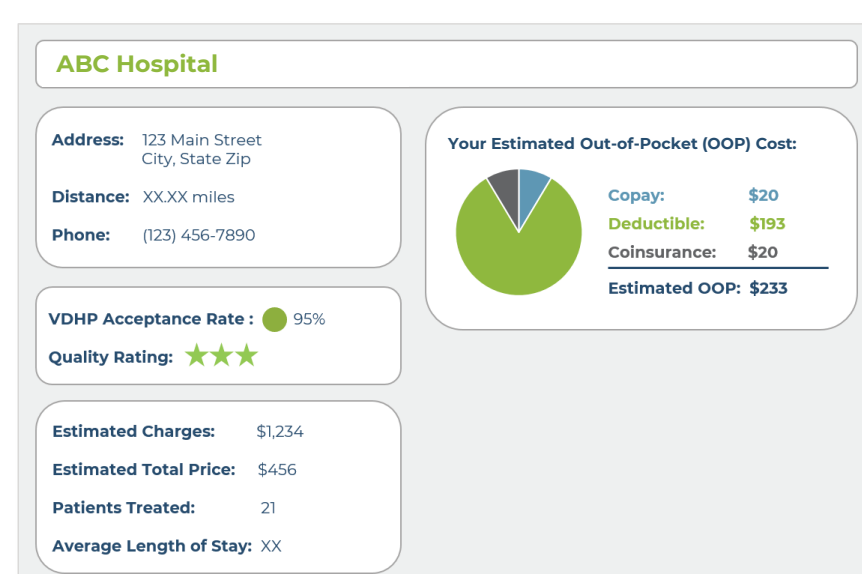 ABC Hospital
Address: 123 Main Street
City, State Zip
Distance: XX.XX miles
Phone: (123) 456-7890
VDHP Acceptance Rate : 95%
Quality Rating:
Estimated Charges: $1,234
Estimated Total Price: $456
Patients Treated: 21
Average Length of Stay: XX
Your Estimated Out-of-Pocket (OOP) Cost:
Copay: $20
Deductible: $193
Coinsurance: $20
Estimated OOP: $233